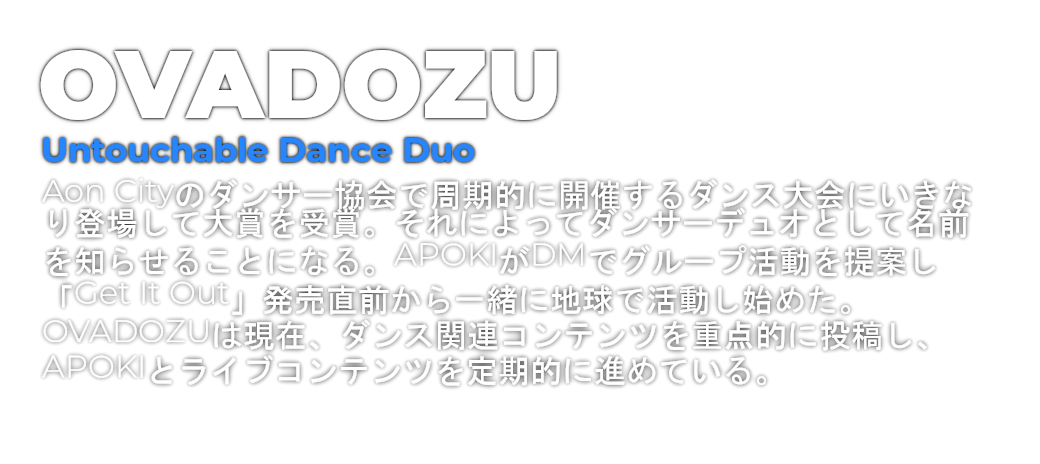 OVADOZU
Untouchable Dance Duo
Aon Cityのダンサー協会で周期的に開催するダンス大会にいきな
り登場して大賞を受賞。それによってダンサーデュオとして名前
を知らせることになる。APOKIがDMでグループ活動を提案し
「Get It Out」発売直前から一緒に地球で活動し始めた。
OVADOZUは現在、ダンス関連コンテンツを重点的に投稿し、
APOKIとライブコンテンツを定期的に進めている。